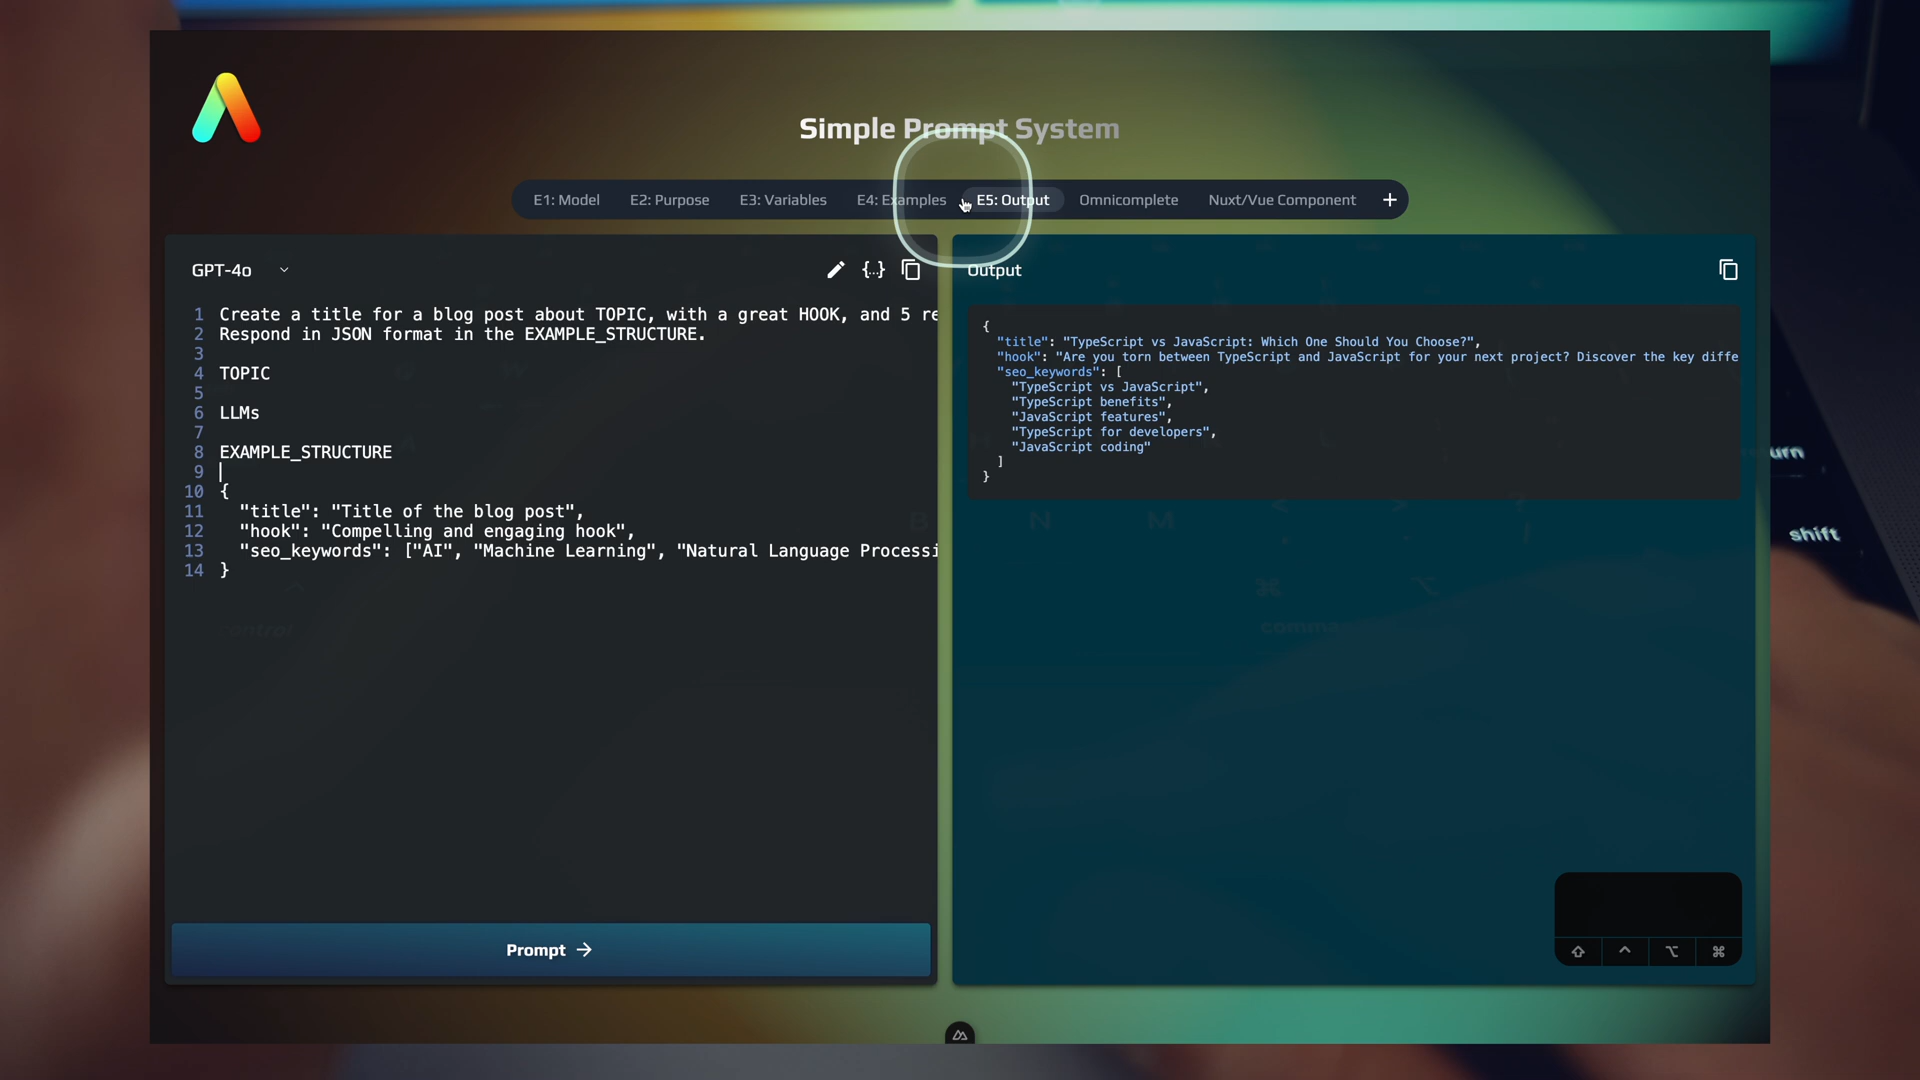 Simple Prompt System
E1: Model E2: Purpose E3: Variables E4: Examples E5: Output Omnicomplete Nuxt/Vue Component +
GPT-4o
{...}
1 Create a title for a blog post about TOPIC, with a great HOOK, and 5 re
2 Respond in JSON format in the EXAMPLE_STRUCTURE.
3
4 TOPIC
5
6 LLMs
7
8 EXAMPLE_STRUCTURE
9
10 {
11 "title": "Title of the blog post",
12 "hook": "Compelling and engaging hook",
13 "seo_keywords": ["AI", "Machine Learning", "Natural Language Processi
14 }
Prompt →
Output
{
"title": "TypeScript vs JavaScript: Which One Should You Choose?",
"hook": "Are you torn between TypeScript and JavaScript for your next project? Discover the key diffe
"seo_keywords": [
"TypeScript vs JavaScript",
"TypeScript benefits",
"JavaScript features",
"TypeScript for developers",
"JavaScript coding"
]
}
B N M < > ?
⌘ ⌥
shift
⇧ ^ ⌥ ⌘